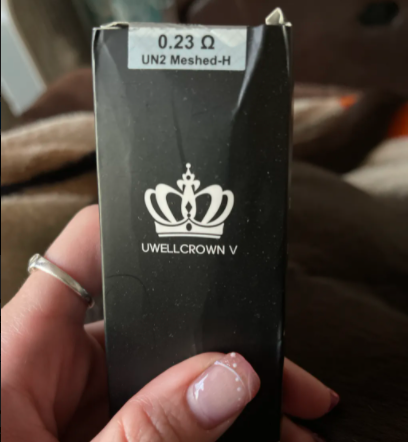 0.23 Ω
UN2 Meshed-H
UWELLCROWN V